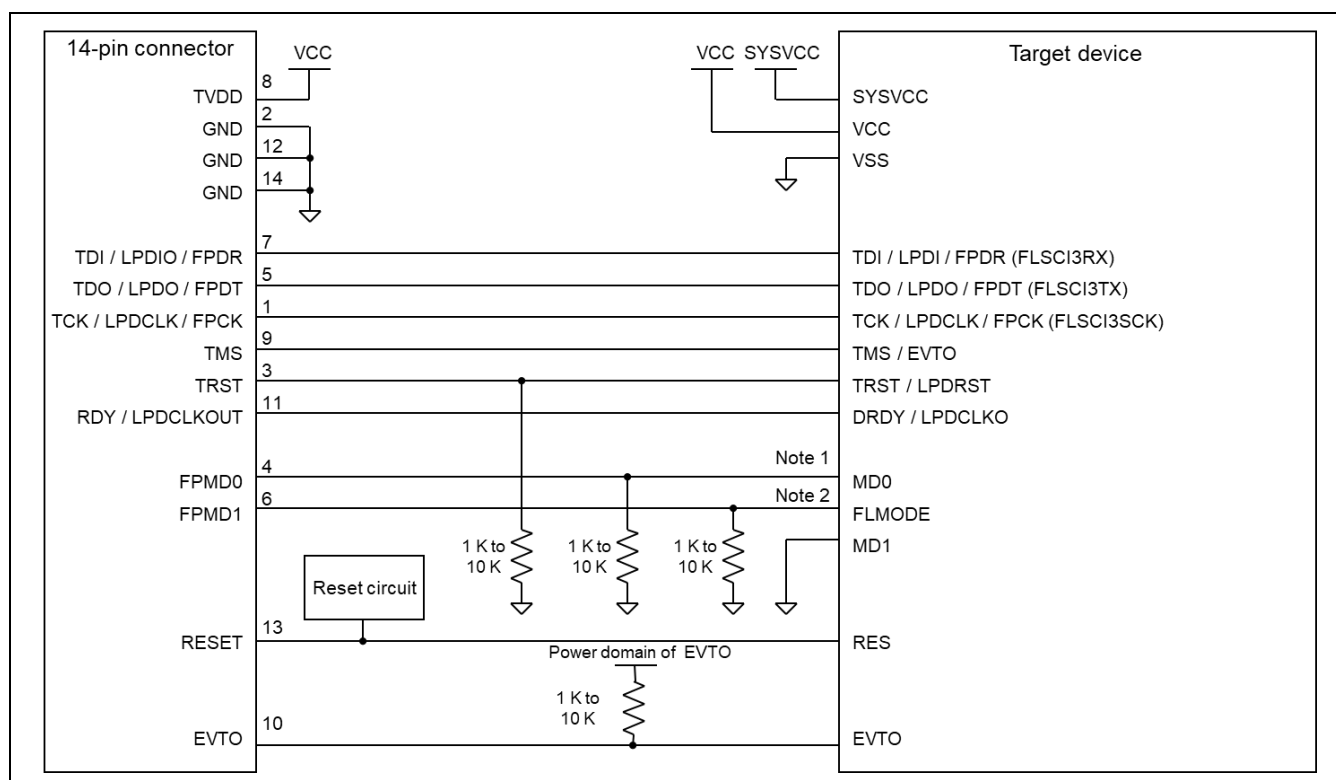 14-pin connector
VCC
VCC
SYSVCC
Target device
8
TVDD
SYSVCC
2
GND
VCC
12
GND
VSS
14
GND
7
TDI / LPDIO / FPDR
TDI / LPDI / FPDR (FLSCI3RX)
5
TDO / LPDO / FPDT
TDO / LPDO / FPDT (FLSCI3TX)
1
TCK / LPDCLK / FPCK
TCK / LPDCLK / FPCK (FLSCI3SCK)
9
TMS
TMS / EVTO
3
TRST
TRST / LPDRST
11
RDY / LPDCLKOUT
DRDY / LPDCLKO
4
Note 1
FPMD0
MD0
6
Note 2
FPMD1
FLMODE
MD1
1 K to
10 K
1 K to
10 K
1 K to
10 K
Reset circuit
13
RESET
RES
Power domain of EVTO
1 K to
10 K
10
EVTO
EVTO